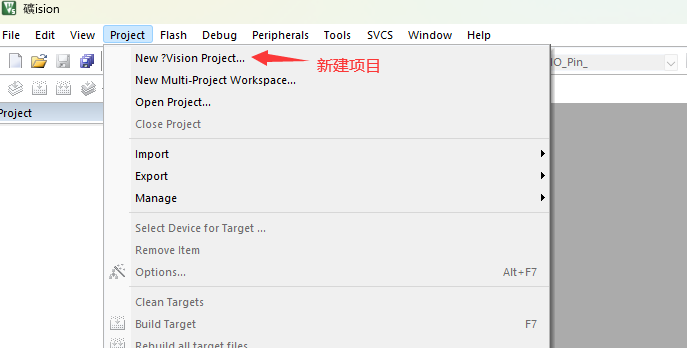 礦ision
File Edit View Project Flash Debug Peripherals Tools SVCS Window Help
New ?Vision Project...
新建项目
IO_Pin_
New Multi-Project Workspace...
Open Project...
Project
Close Project
Import
Export
Manage
Select Device for Target ...
Remove Item
Options... Alt+F7
Clean Targets
Build Target F7
Rebuild all target files